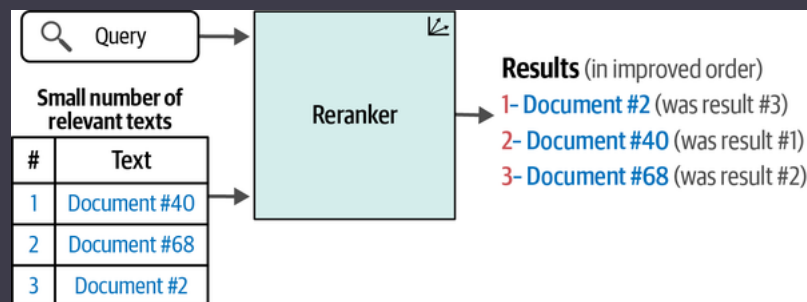 Query
Small number of
relevant texts
# Text
1 Document #40
2 Document #68
3 Document #2
Reranker
Results (in improved order)
1- Document #2 (was result #3)
2- Document #40 (was result #1)
3- Document #68 (was result #2)